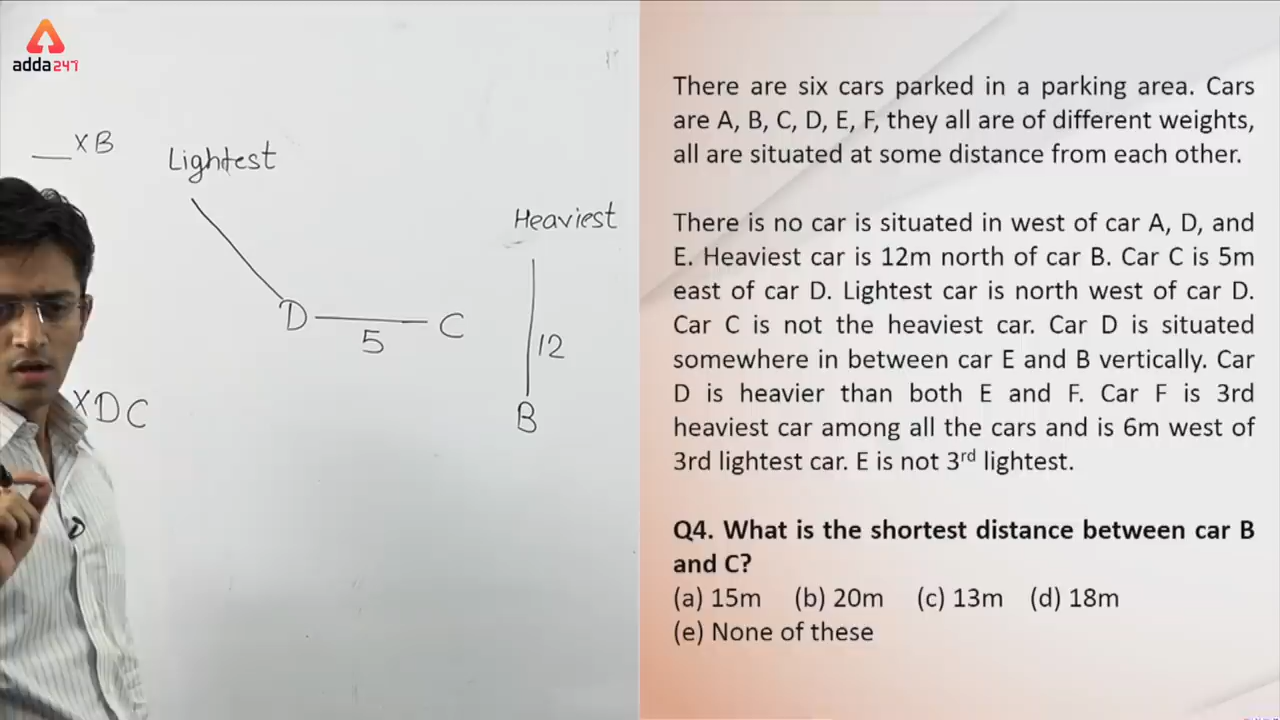 adda247
— X B
Lightest
Heaviest
D
C
5
12
B
X D C
There are six cars parked in a parking area. Cars
are A, B, C, D, E, F, they all are of different weights,
all are situated at some distance from each other.
There is no car is situated in west of car A, D, and
E. Heaviest car is 12m north of car B. Car C is 5m
east of car D. Lightest car is north west of car D.
Car C is not the heaviest car. Car D is situated
somewhere in between car E and B vertically. Car
D is heavier than both E and F. Car F is 3rd
heaviest car among all the cars and is 6m west of
3rd lightest car. E is not 3rd lightest.
Q4. What is the shortest distance between car B
and C?
(a) 15m (b) 20m (c) 13m (d) 18m
(e) None of these